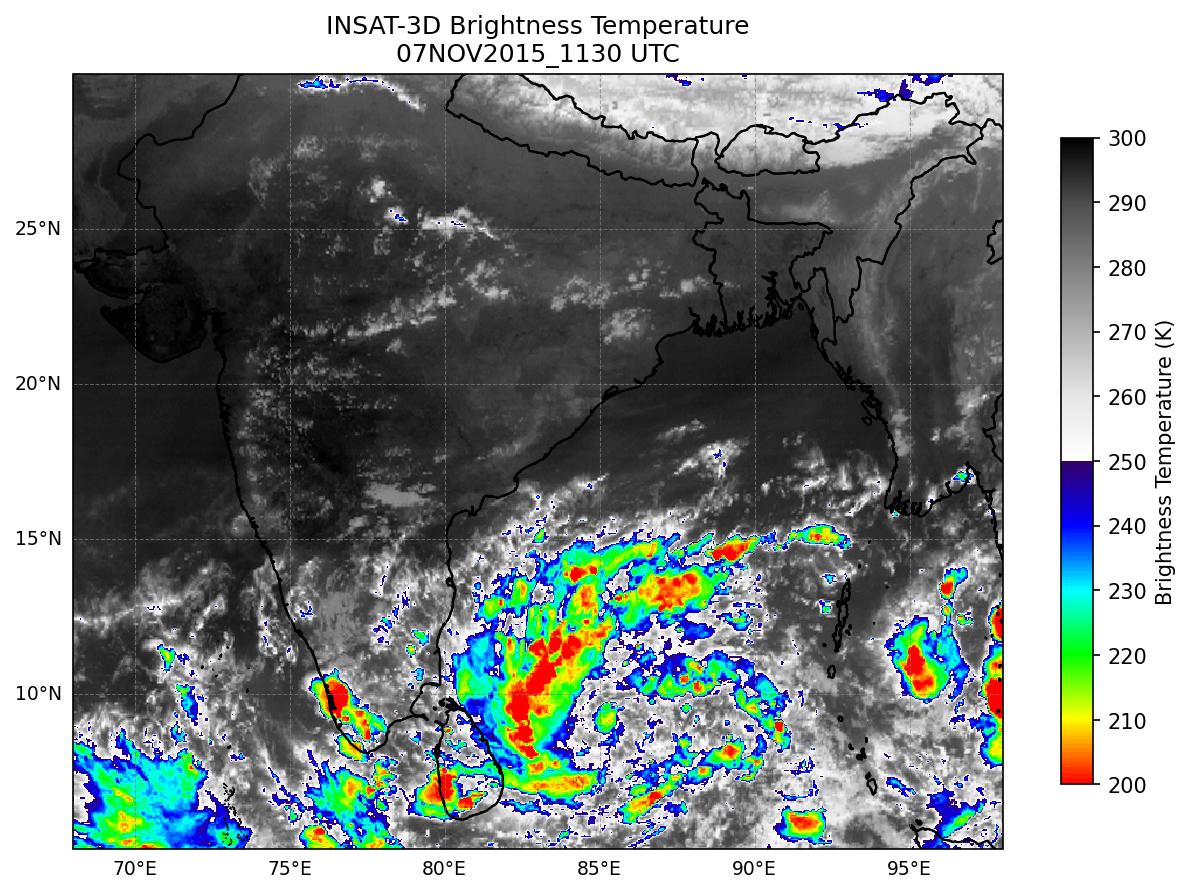 INSAT-3D Brightness Temperature
07NOV2015_1130 UTC
25°N
20°N
15°N
10°N
70°E
75°E
80°E
85°E
90°E
95°E
300
290
280
270
260
250
240
230
220
210
200
Brightness Temperature (K)